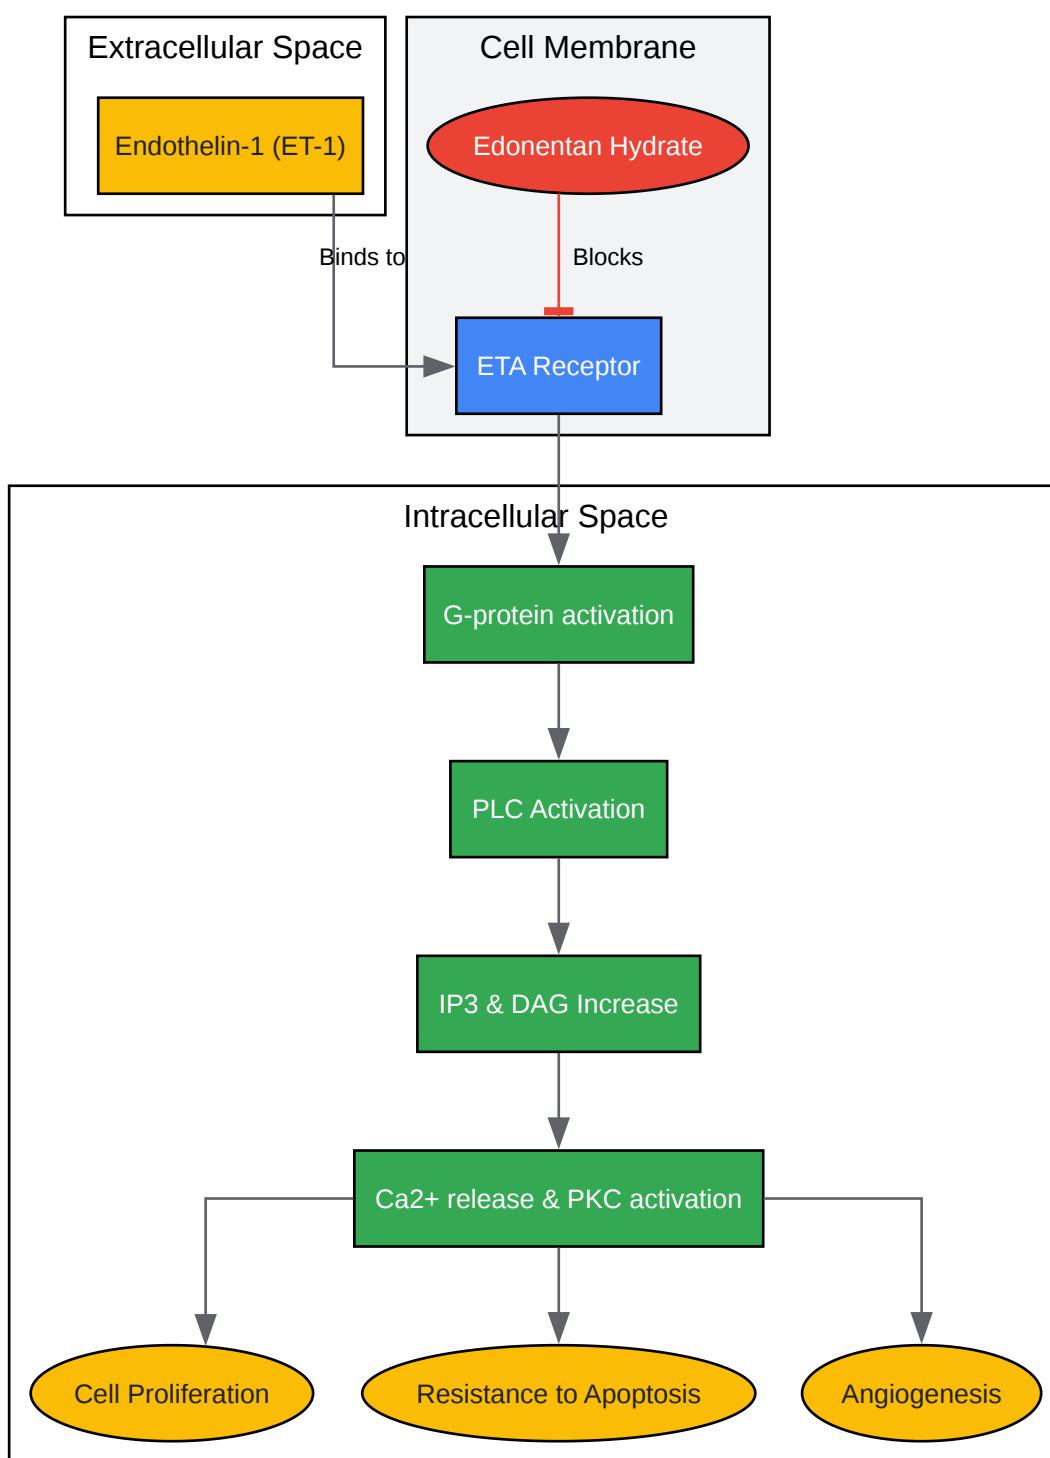 Extracellular Space
Cell Membrane
Endothelin-1 (ET-1)
Edonentan Hydrate
Binds to
Blocks
ETA Receptor
Intracellular Space
G-protein activation
PLC Activation
IP3 & DAG Increase
Ca2+ release & PKC activation
Cell Proliferation
Resistance to Apoptosis
Angiogenesis